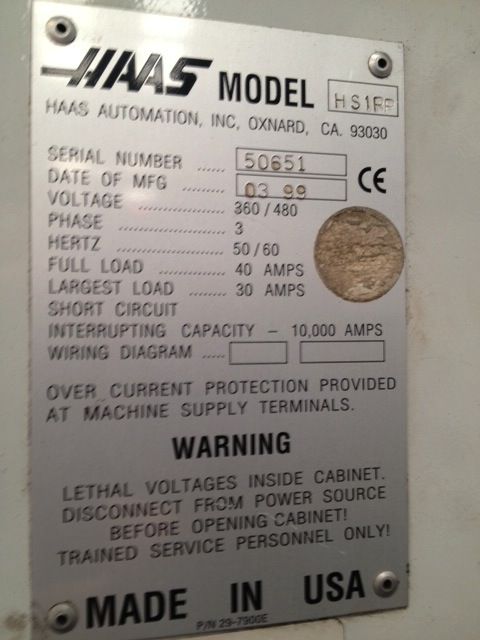 HAAS MODEL HS1RP
HAAS AUTOMATION, INC, OXNARD, CA. 93030
SERIAL NUMBER ...... 50651
DATE OF MFG ...... 03 99 CE
VOLTAGE ................ 360 / 480
PHASE .................... 3
HERTZ .................... 50 / 60
FULL LOAD ............ 40 AMPS
LARGEST LOAD ........ 30 AMPS
SHORT CIRCUIT
INTERRUPTING CAPACITY – 10,000 AMPS
WIRING DIAGRAM .....
OVER CURRENT PROTECTION PROVIDED
AT MACHINE SUPPLY TERMINALS.
WARNING
LETHAL VOLTAGES INSIDE CABINET.
DISCONNECT FROM POWER SOURCE
BEFORE OPENING CABINET!
TRAINED SERVICE PERSONNEL ONLY!
MADE IN USA
P/N 29-7900E